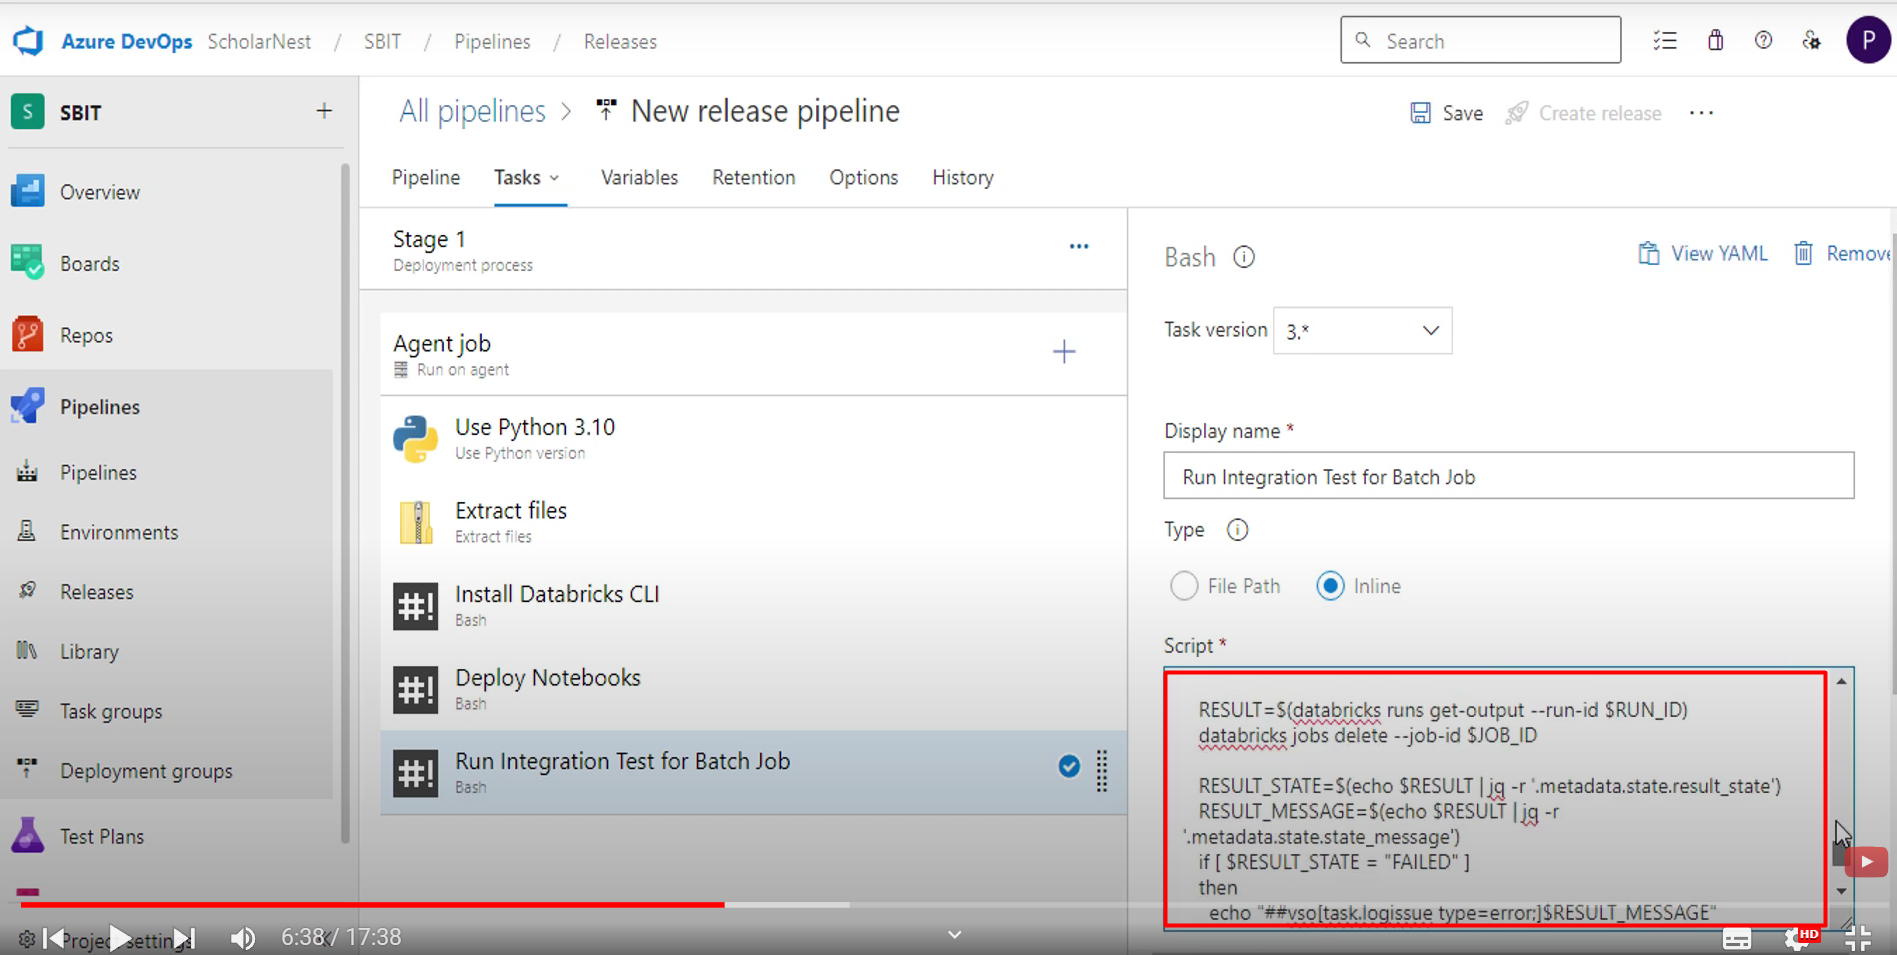 Azure DevOps ScholarNest / SBIT / Pipelines / Releases
Search
P
S SBIT +
Overview
Boards
Repos
Pipelines
Pipelines
Environments
Releases
Library
Task groups
Deployment groups
Test Plans
Project settings
All pipelines > New release pipeline
Save Create release ...
Pipeline Tasks Variables Retention Options History
Stage 1
Deployment process
Agent job
Run on agent
Use Python 3.10
Use Python version
Extract files
Extract files
#! Install Databricks CLI
Bash
#! Deploy Notebooks
Bash
#! Run Integration Test for Batch Job
Bash
Bash
View YAML Remove
Task version 3.*
Display name *
Run Integration Test for Batch Job
Type
File Path Inline
Script *
RESULT=$(databricks runs get-output --run-id $RUN_ID)
databricks jobs delete --job-id $JOB_ID
RESULT_STATE=$(echo $RESULT | jq -r '.metadata.state.result_state')
RESULT_MESSAGE=$(echo $RESULT | jq -r
'.metadata.state.state_message')
if [ $RESULT_STATE = "FAILED" ]
then
echo "##vso[task.logissue type=error;]$RESULT_MESSAGE"
6:38 / 17:38
HD